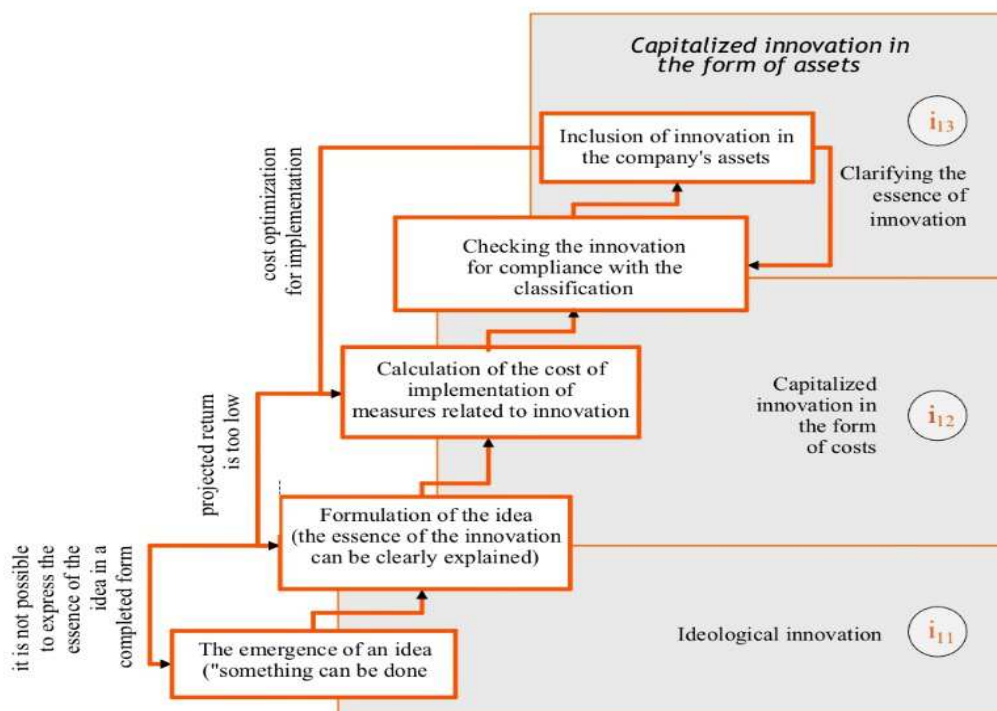 Capitalized innovation in
the form of assets
i13
Inclusion of innovation in
the company's assets
Clarifying the
essence of
innovation
cost optimization
for implementation
Checking the innovation
for compliance with the
classification
Calculation of the cost of
implementation of
measures related to innovation
Capitalized
innovation in
the form
of costs
i12
projected return
is too low
Formulation of the idea
(the essence of the innovation
can be clearly explained)
it is not possible
to express the
essence of the
idea in a
completed form
The emergence of an idea
("something can be done
Ideological innovation
i11